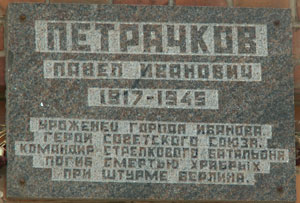 ПЕТРАЧКОВ
ПАВЕЛ ИВАНОВИЧ
1917-1945
УРОЖЕНЕЦ ГОРОДА ИВАНОВА.
ГЕРОЙ СОВЕТСКОГО СОЮЗА.
КОМАНДИР СТРЕЛКОВОГО БАТАЛЬОНА.
ПОГИБ СМЕРТЬЮ ХРАБРЫХ
ПРИ ШТУРМЕ БЕРЛИНА.